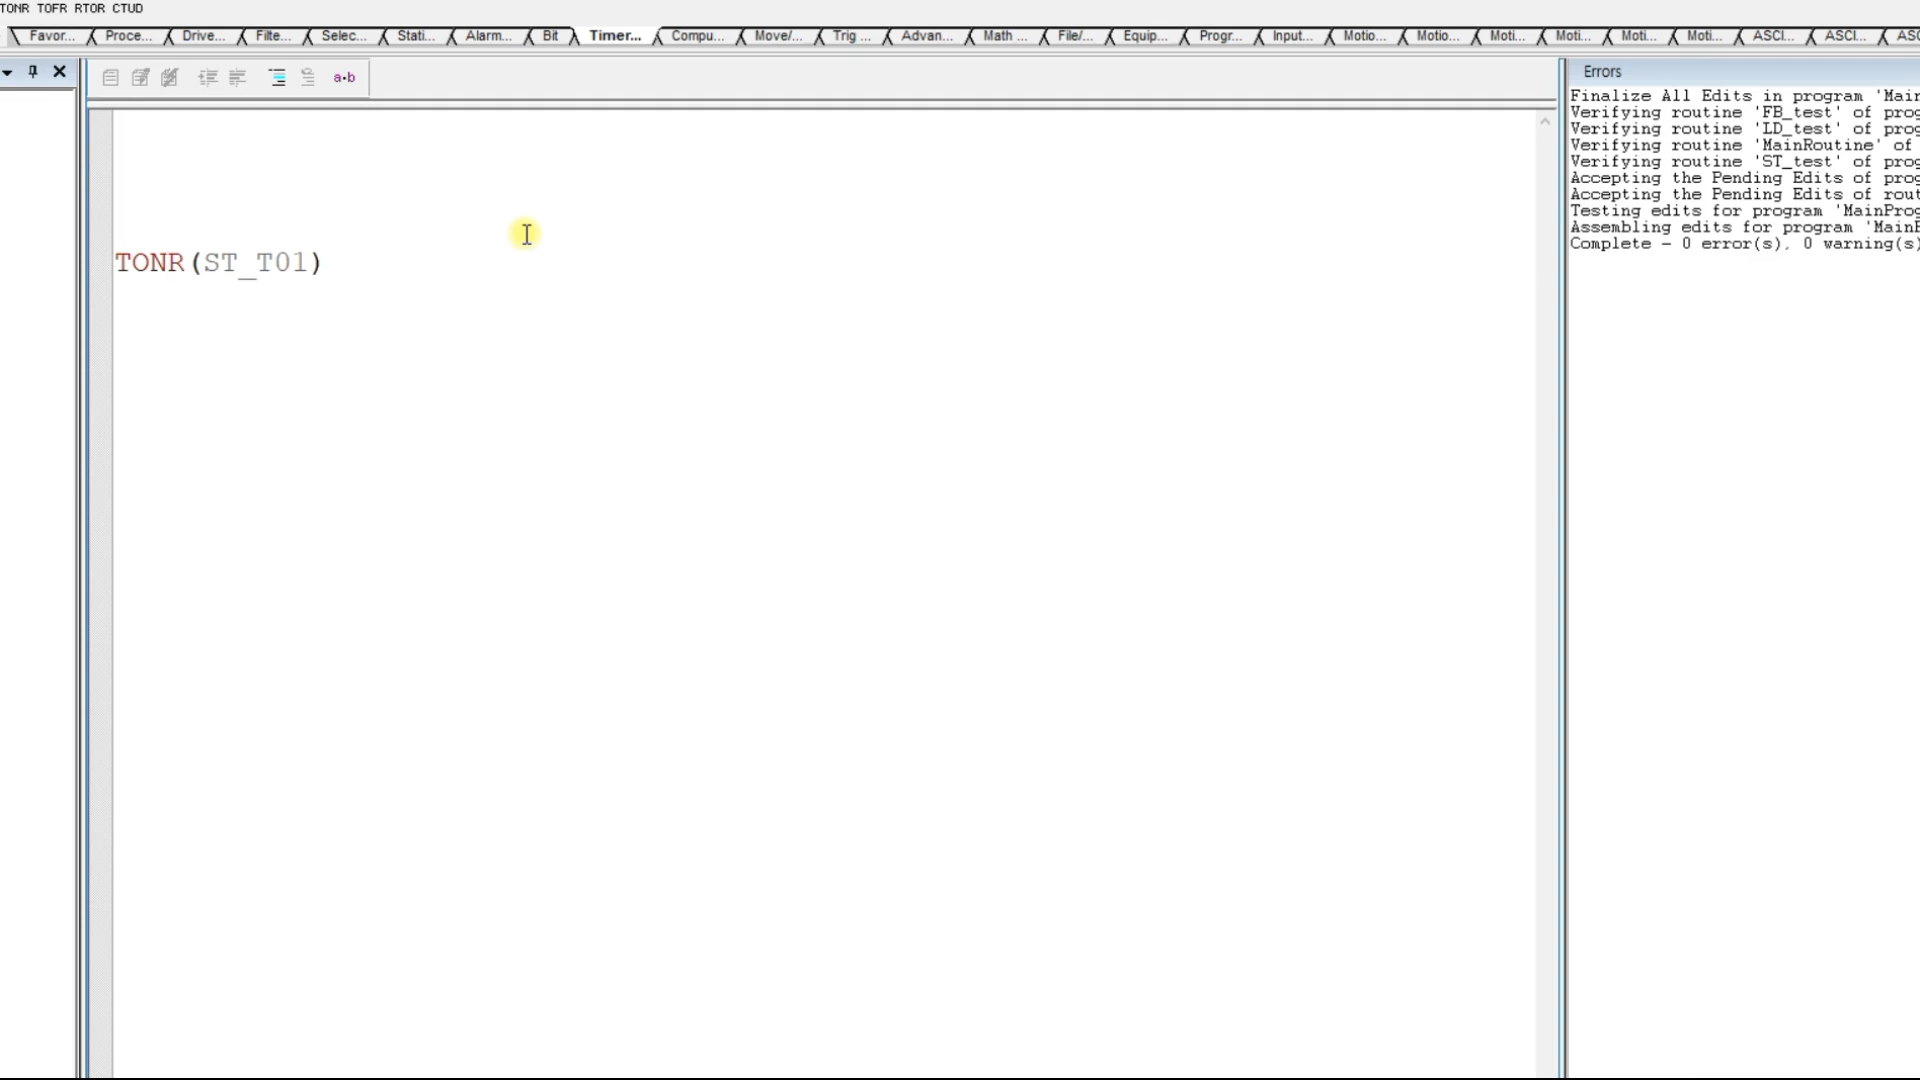 TONR TOFR RTOR CTUD
Favor... Proce... Drive... Filte... Selec... Stati... Alarm... Bit Timer... Compu... Move/... Trig ... Advan... Math ... File/... Equip... Progr... Input... Motio... Motio... Moti... Moti... Moti... Moti... ASCI... ASCI... ASC
a•b
Errors
TONR(ST_T01)
Finalize All Edits in program 'Main
Verifying routine 'FB_test' of prog
Verifying routine 'LD_test' of prog
Verifying routine 'MainRoutine' of
Verifying routine 'ST_test' of prog
Accepting the Pending Edits of prog
Accepting the Pending Edits of rout
Testing edits for program 'MainProg
Assembling edits for program 'MainP
Complete - 0 error(s), 0 warning(s)